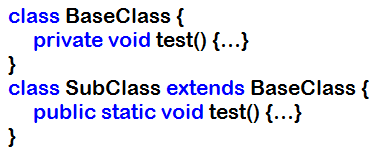 class BaseClass {
private void test() {...}
}
class SubClass extends BaseClass {
public static void test() {...}
}